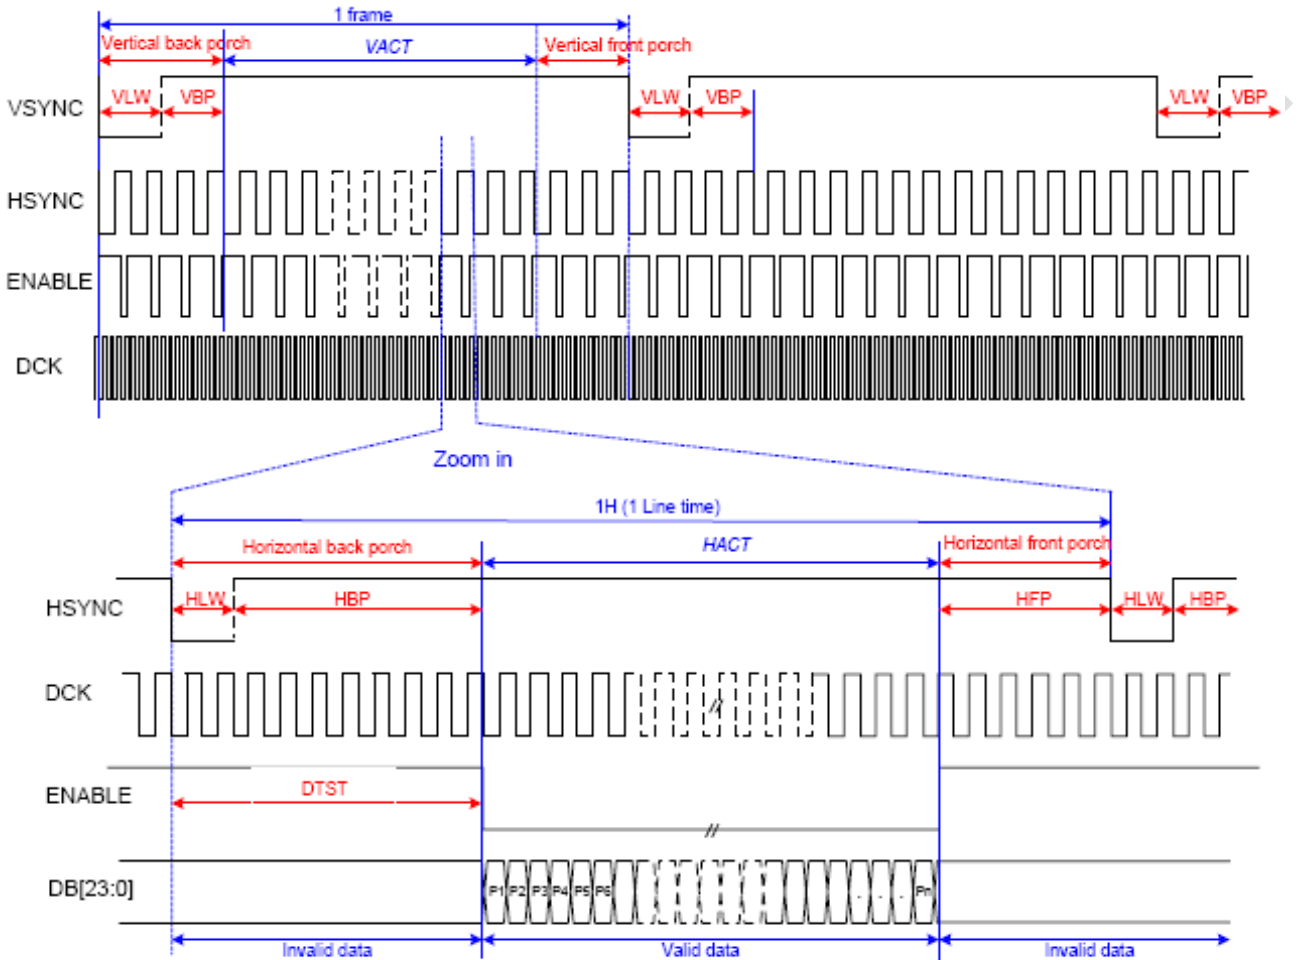 1 frame
Vertical back porch VACT Vertical front porch
VSYNC VLW VBP VLW VBP VLW VBP
HSYNC
ENABLE
DCK
Zoom in
1H (1 Line time)
Horizontal back porch HACT Horizontal front porch
HSYNC HLW HBP HFP HLW HBP
DCK //
ENABLE DTST //
DB[23:0] P1 P2 P3 P4 P5 P6 . . . Pn
Invalid data Valid data Invalid data